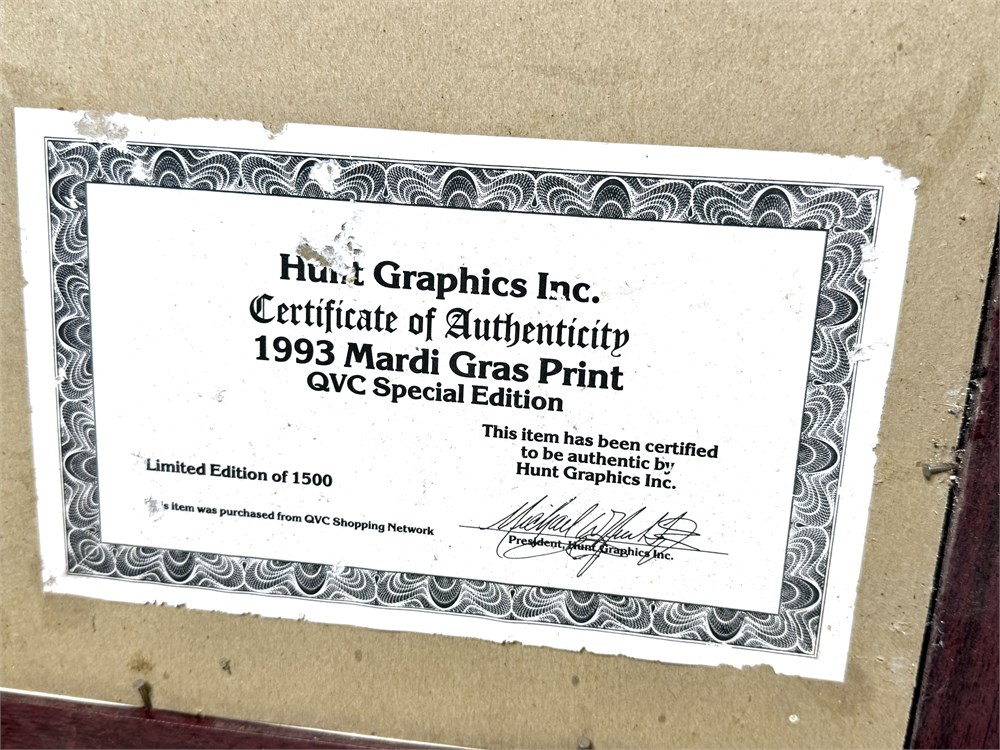 Hunt Graphics Inc.
Certificate of Authenticity
1993 Mardi Gras Print
QVC Special Edition
This item has been certified
to be authentic by
Hunt Graphics Inc.
Limited Edition of 1500
s item was purchased from QVC Shopping Network
President, Hunt Graphics Inc.